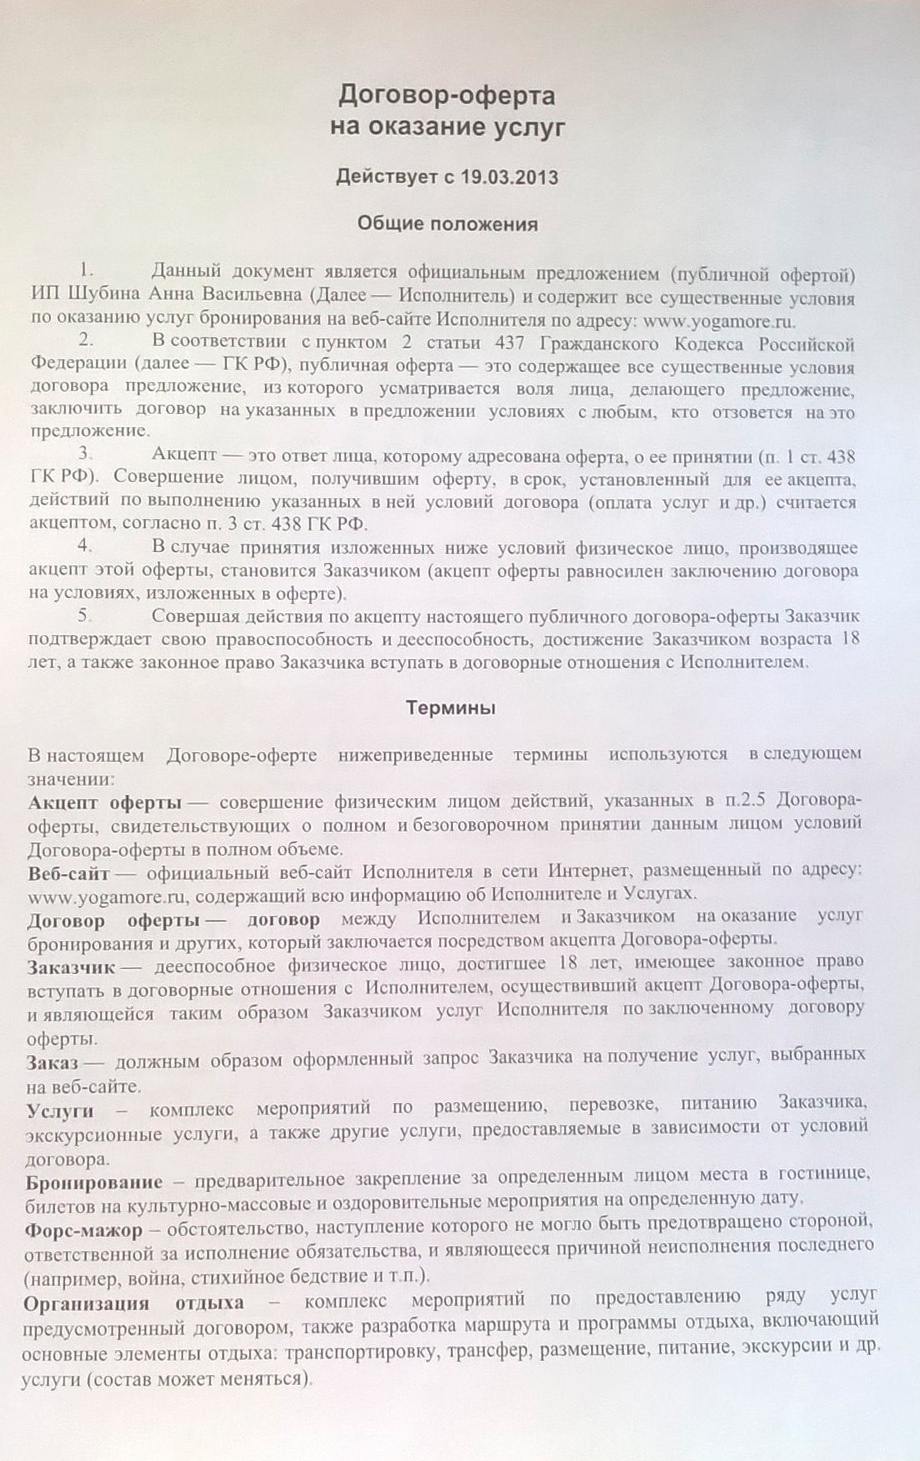 Договор-оферта
на оказание услуг
Действует с 19.03.2013
Общие положения
1. Данный документ является официальным предложением (публичной офертой)
ИП Шубина Анна Васильевна (Далее — Исполнитель) и содержит все существенные условия
по оказанию услуг бронирования на веб-сайте Исполнителя по адресу: www.yogamore.ru.
2. В соответствии с пунктом 2 статьи 437 Гражданского Кодекса Российской
Федерации (далее — ГК РФ), публичная оферта — это содержащее все существенные условия
договора предложение, из которого усматривается воля лица, делающего предложение,
заключить договор на указанных в предложении условиях с любым, кто отзовется на это
предложение.
3. Акцепт — это ответ лица, которому адресована оферта, о ее принятии (п. 1 ст. 438
ГК РФ). Совершение лицом, получившим оферту, в срок, установленный для ее акцепта,
действий по выполнению указанных в ней условий договора (оплата услуг и др.) считается
акцептом, согласно п. 3 ст. 438 ГК РФ.
4. В случае принятия изложенных ниже условий физическое лицо, производящее
акцепт этой оферты, становится Заказчиком (акцепт оферты равносилен заключению договора
на условиях, изложенных в оферте).
5. Совершая действия по акцепту настоящего публичного договора-оферты Заказчик
подтверждает свою правоспособность и дееспособность, достижение Заказчиком возраста 18
лет, а также законное право Заказчика вступать в договорные отношения с Исполнителем.
Термины
В настоящем Договоре-оферте нижеприведенные термины используются в следующем
значении:
Акцепт оферты — совершение физическим лицом действий, указанных в п.2.5 Договора-
оферты, свидетельствующих о полном и безоговорочном принятии данным лицом условий
Договора-оферты в полном объеме.
Веб-сайт — официальный веб-сайт Исполнителя в сети Интернет, размещенный по адресу:
www.yogamore.ru, содержащий всю информацию об Исполнителе и Услугах.
Договор оферты — договор между Исполнителем и Заказчиком на оказание услуг
бронирования и других, который заключается посредством акцепта Договора-оферты.
Заказчик — дееспособное физическое лицо, достигшее 18 лет, имеющее законное право
вступать в договорные отношения с Исполнителем, осуществивший акцепт Договора-оферты,
и являющейся таким образом Заказчиком услуг Исполнителя по заключенному договору
оферты.
Заказ — должным образом оформленный запрос Заказчика на получение услуг, выбранных
на веб-сайте.
Услуги – комплекс мероприятий по размещению, перевозке, питанию Заказчика,
экскурсионные услуги, а также другие услуги, предоставляемые в зависимости от условий
договора.
Бронирование – предварительное закрепление за определенным лицом места в гостинице,
билетов на культурно-массовые и оздоровительные мероприятия на определенную дату.
Форс-мажор – обстоятельство, наступление которого не могло быть предотвращено стороной,
ответственной за исполнение обязательства, и являющееся причиной неисполнения последнего
(например, война, стихийное бедствие и т.п.).
Организация отдыха – комплекс мероприятий по предоставлению ряду услуг
предусмотренный договором, также разработка маршрута и программы отдыха, включающий
основные элементы отдыха: транспортировку, трансфер, размещение, питание, экскурсии и др.
услуги (состав может меняться).